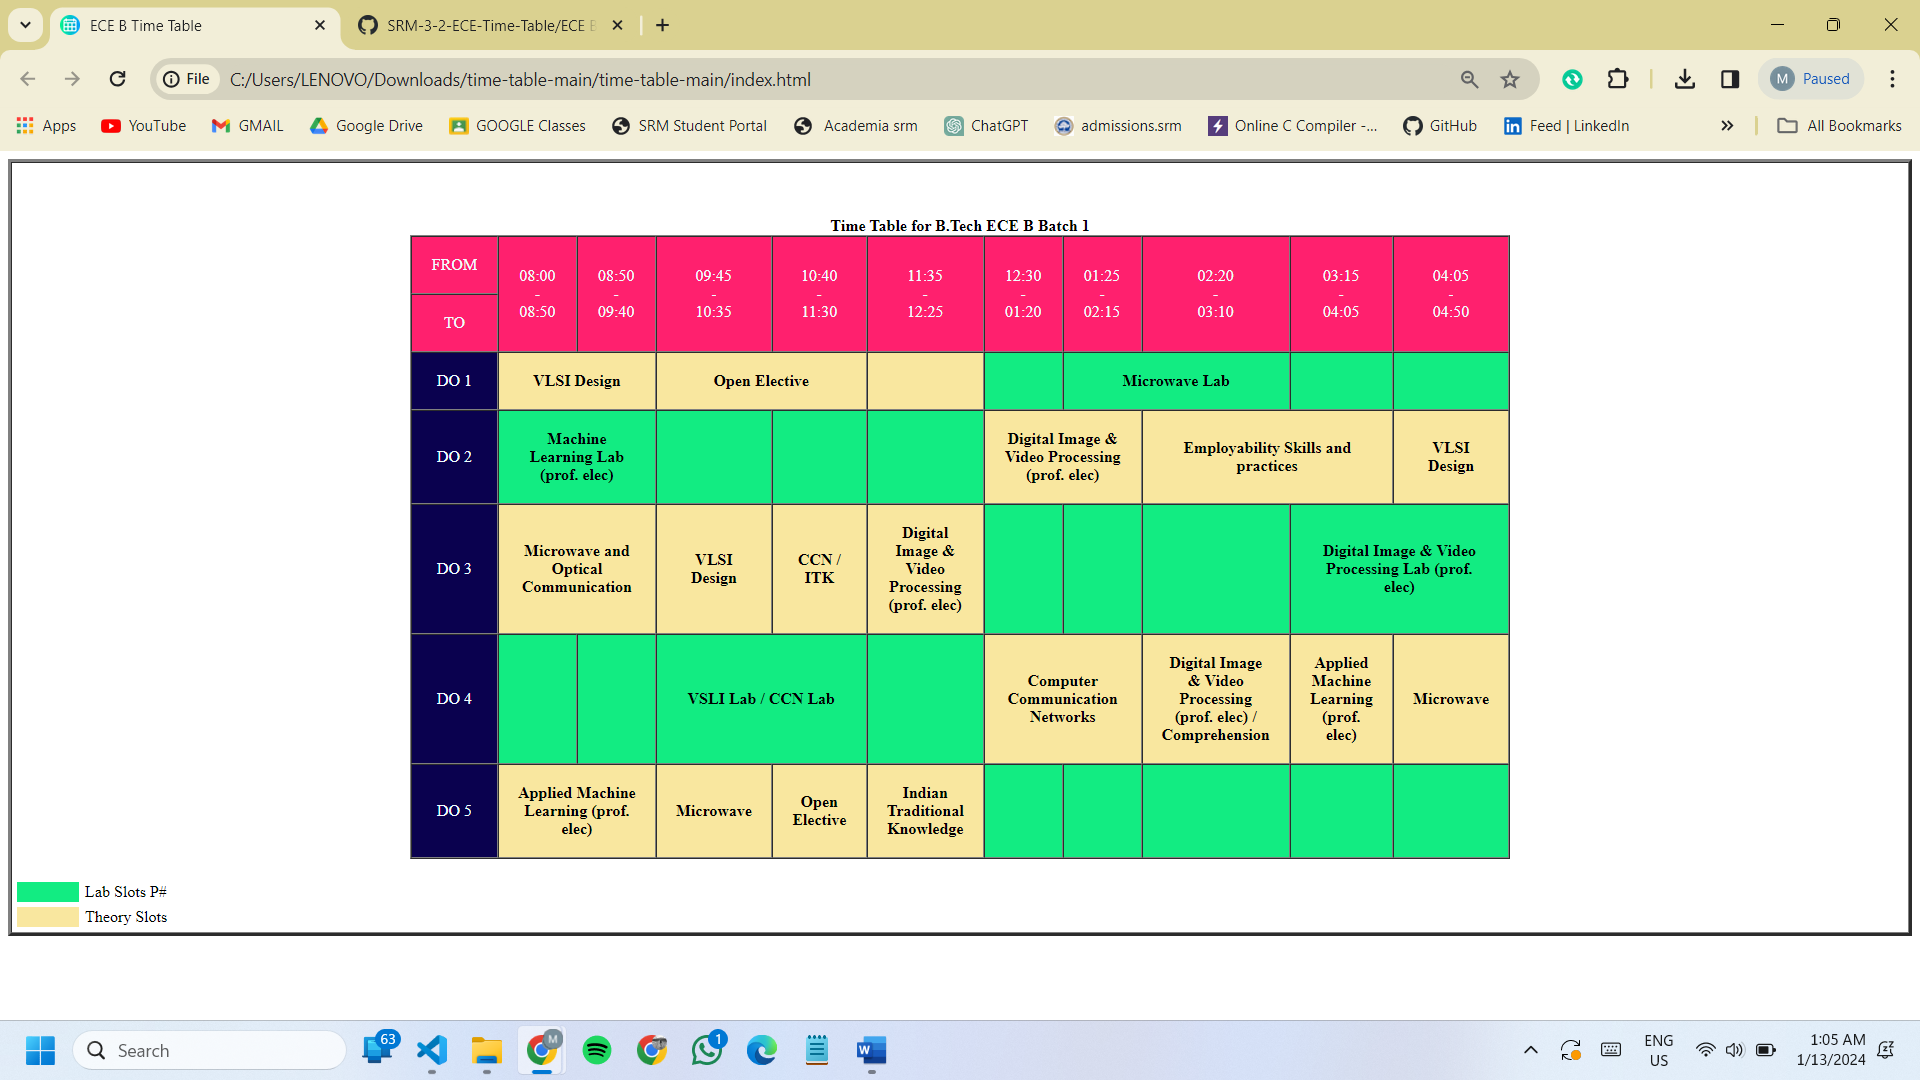 ECE B Time Table
SRM-3-2-ECE-Time-Table/ECE B
File
C:/Users/LENOVO/Downloads/time-table-main/time-table-main/index.html
M
Paused
Apps
YouTube
GMAIL
Google Drive
GOOGLE Classes
SRM Student Portal
Academia srm
ChatGPT
admissions.srm
Online C Compiler -...
GitHub
Feed | LinkedIn
All Bookmarks
Time Table for B.Tech ECE B Batch 1
FROM
TO
08:00
-
08:50
08:50
-
09:40
09:45
-
10:35
10:40
-
11:30
11:35
-
12:25
12:30
-
01:20
01:25
-
02:15
02:20
-
03:10
03:15
-
04:05
04:05
-
04:50
DO 1
VLSI Design
Open Elective
Microwave Lab
DO 2
Machine
Learning Lab
(prof. elec)
Digital Image &
Video Processing
(prof. elec)
Employability Skills and
practices
VLSI
Design
DO 3
Microwave and
Optical
Communication
VLSI
Design
CCN /
ITK
Digital
Image &
Video
Processing
(prof. elec)
Digital Image & Video
Processing Lab (prof.
elec)
DO 4
VSLI Lab / CCN Lab
Computer
Communication
Networks
Digital Image
& Video
Processing
(prof. elec) /
Comprehension
Applied
Machine
Learning
(prof.
elec)
Microwave
DO 5
Applied Machine
Learning (prof.
elec)
Microwave
Open
Elective
Indian
Traditional
Knowledge
Lab Slots P#
Theory Slots
Search
63
M
1
W
ENG
US
1:05 AM
1/13/2024